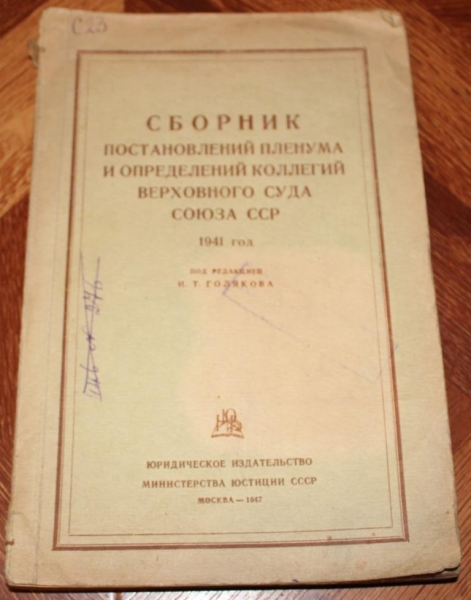 С23
СБОРНИК
ПОСТАНОВЛЕНИЙ ПЛЕНУМА
И ОПРЕДЕЛЕНИЙ КОЛЛЕГИЙ
ВЕРХОВНОГО СУДА
СОЮЗА ССР
1941 ГОД
ПОД РЕДАКЦИЕЙ
И. Т. ГОЛЯКОВА
ЮРИДИЧЕСКОЕ ИЗДАТЕЛЬСТВО
МИНИСТЕРСТВА ЮСТИЦИИ СССР
МОСКВА—1947